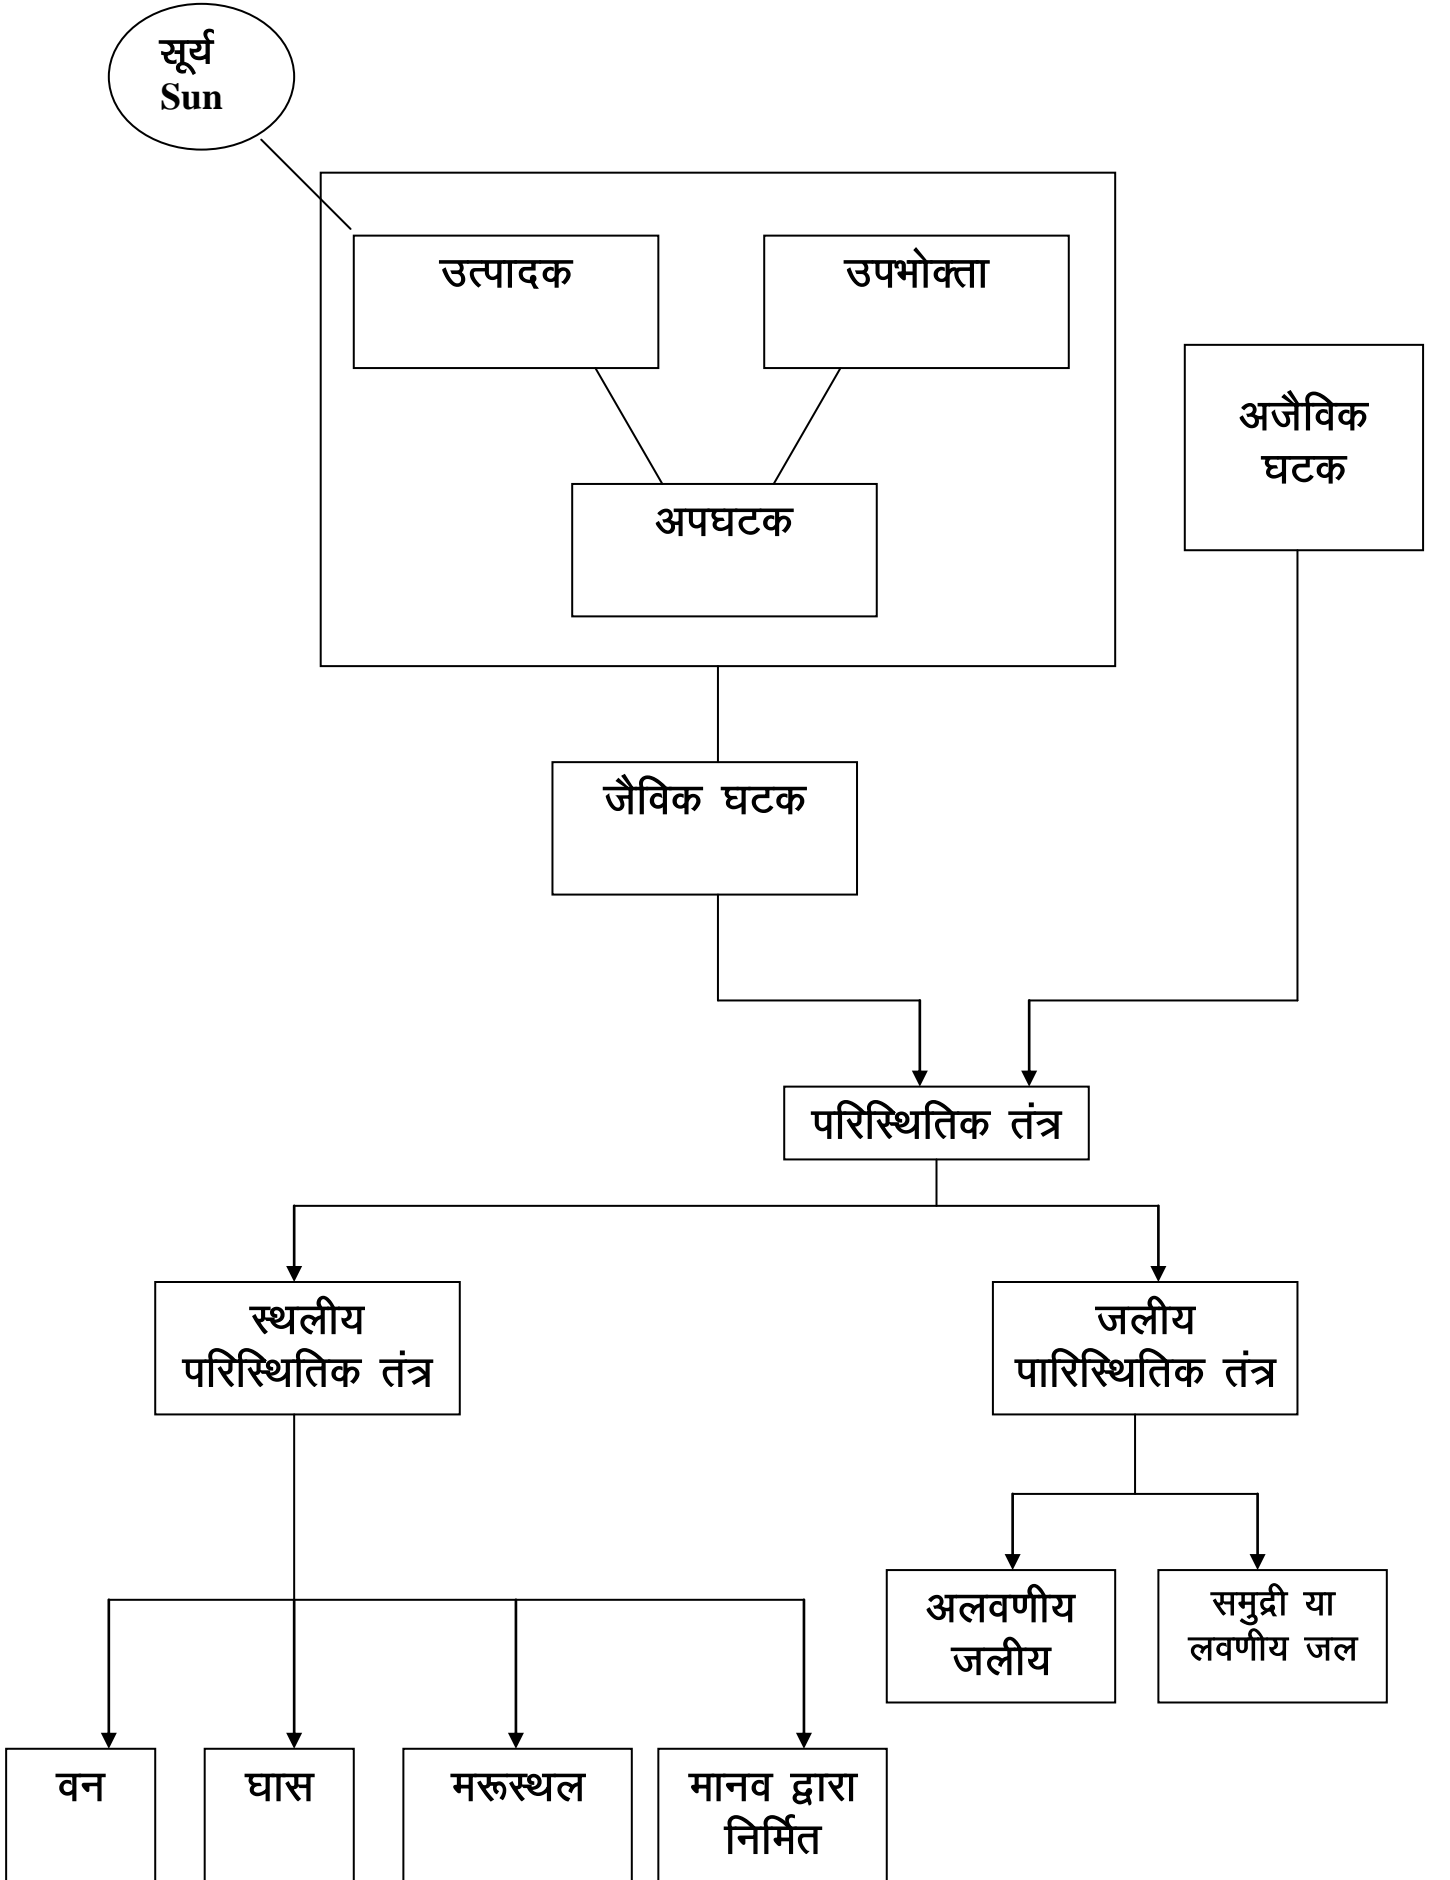 सूर्य
Sun
उत्पादक
उपभोक्ता
अजैविक
घटक
अपघटक
जैविक घटक
परिस्थितिक तंत्र
स्थलीय
परिस्थितिक तंत्र
जलीय
पारिस्थितिक तंत्र
अलवणीय
जलीय
समुद्री या
लवणीय जल
वन
घास
मरूस्थल
मानव द्वारा
निर्मित